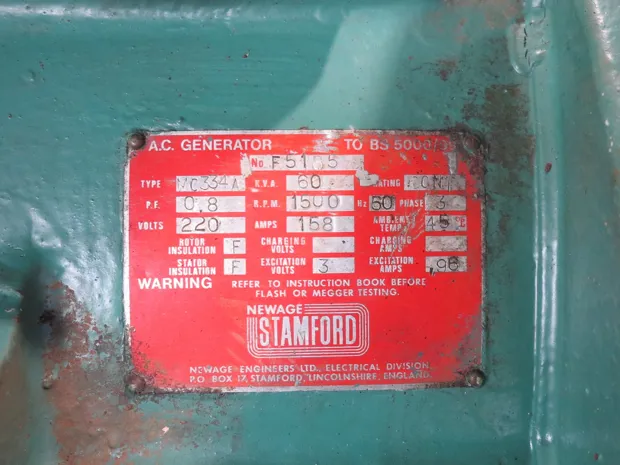 A.C. GENERATOR TO BS 5000/99
No
TYPE MC334A K.V.A. 60 RATING CONT
P.F. 0.8 R.P.M. 1500 Hz 50 PHASE 3
VOLTS 220 AMPS 158 AMBIENT TEMP.
ROTOR INSULATION F CHARGING VOLTS CHARGING AMPS
STATOR INSULATION F EXCITATION VOLTS 3 EXCITATION AMPS .96
WARNING REFER TO INSTRUCTION BOOK BEFORE
FLASH OR MEGGER TESTING.
NEWAGE
STAMFORD
NEWAGE ENGINEERS LTD., ELECTRICAL DIVISION,
P.O. BOX 17, STAMFORD, LINCOLNSHIRE, ENGLAND.